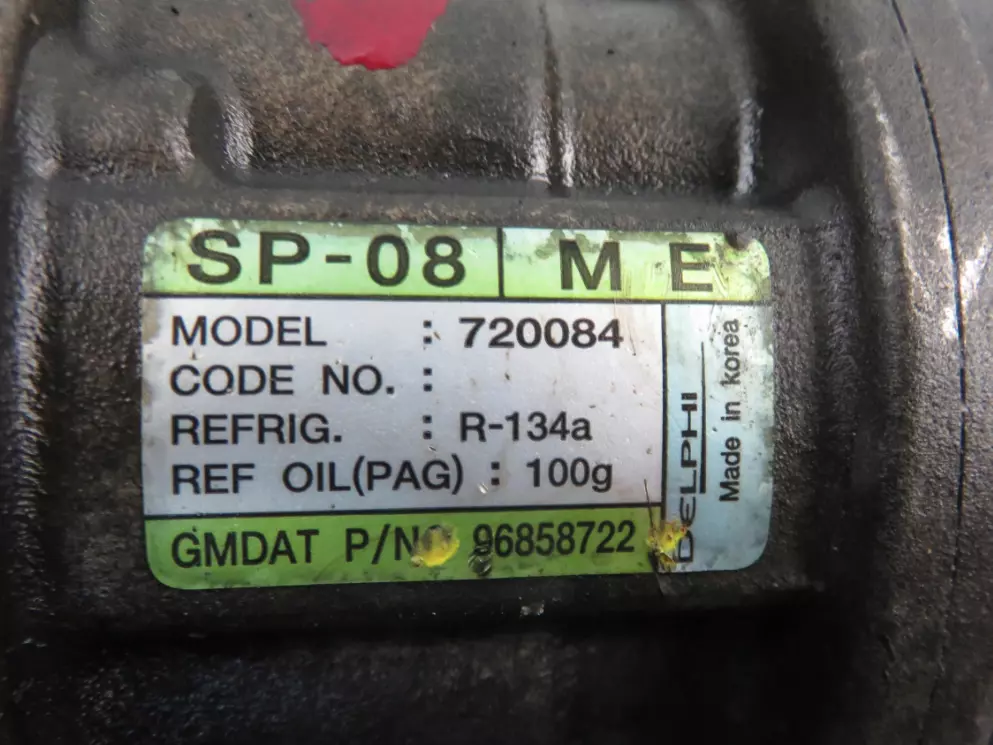 SP-08 M E
MODEL : 720084
CODE NO. :
REFRIG. : R-134a
REF OIL(PAG) : 100g
GMDAT P/NO 96858722
DELPHI
Made in korea